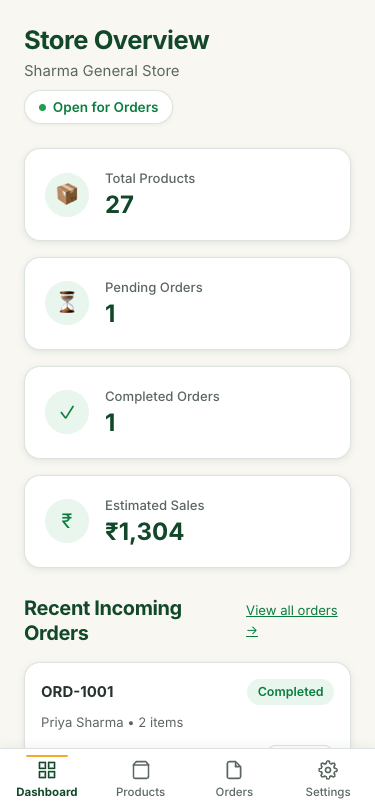 Store Overview
Sharma General Store
Open for Orders
Total Products
27
Pending Orders
1
Completed Orders
1
₹
Estimated Sales
₹1,304
Recent Incoming
Orders
View all orders
→
ORD-1001
Completed
Priya Sharma • 2 items
Dashboard
Products
Orders
Settings